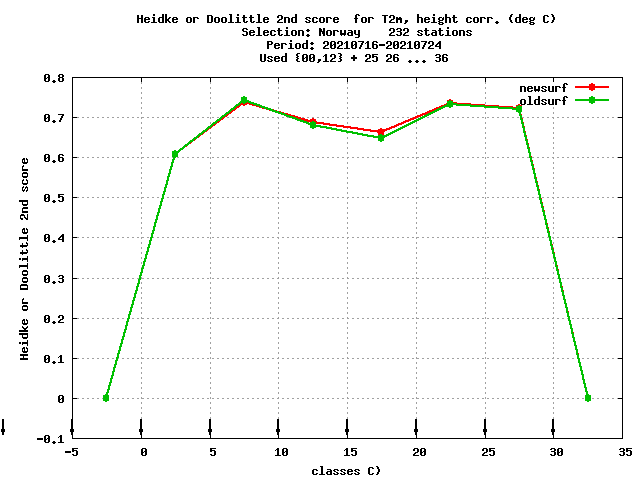 Heidke or Doolittle 2nd score  for T2m, height corr. (deg C)
Selection: Norway    232 stations
Period: 20210716-20210724
Used {00,12} + 25 26 ... 36
newsurf
oldsurf
Heidke or Doolittle 2nd score
0.8
0.7
0.6
0.5
0.4
0.3
0.2
0.1
0
-0.1
-5 0 5 10 15 20 25 30 35
classes C)